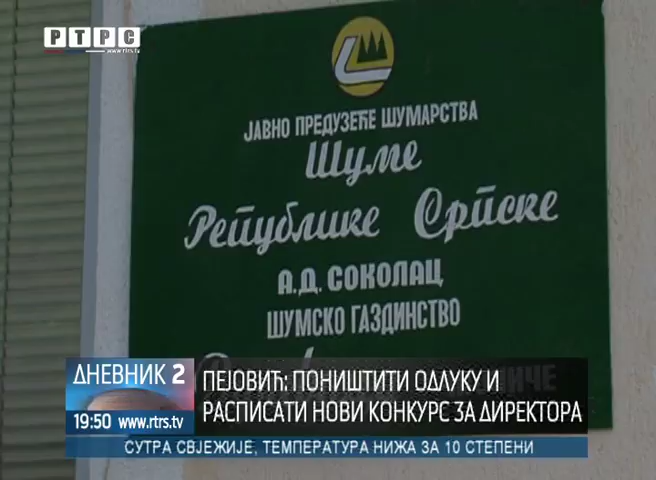 РТРС
www.rtrs.tv
ЈАВНО ПРЕДУЗЕЋЕ ШУМАРСТВА
Шуме
Републике Српске
А.Д. СОКОЛАЦ
ШУМСКО ГАЗДИНСТВО
ДНЕВНИК 2
19:50 www.rtrs.tv
ПЕЈОВИЋ: ПОНИШТИТИ ОДЛУКУ И
РАСПИСАТИ НОВИ КОНКУРС ЗА ДИРЕКТОРА
СУТРА СВЈЕЖИЈЕ, ТЕМПЕРАТУРА НИЖА ЗА 10 СТЕПЕНИ